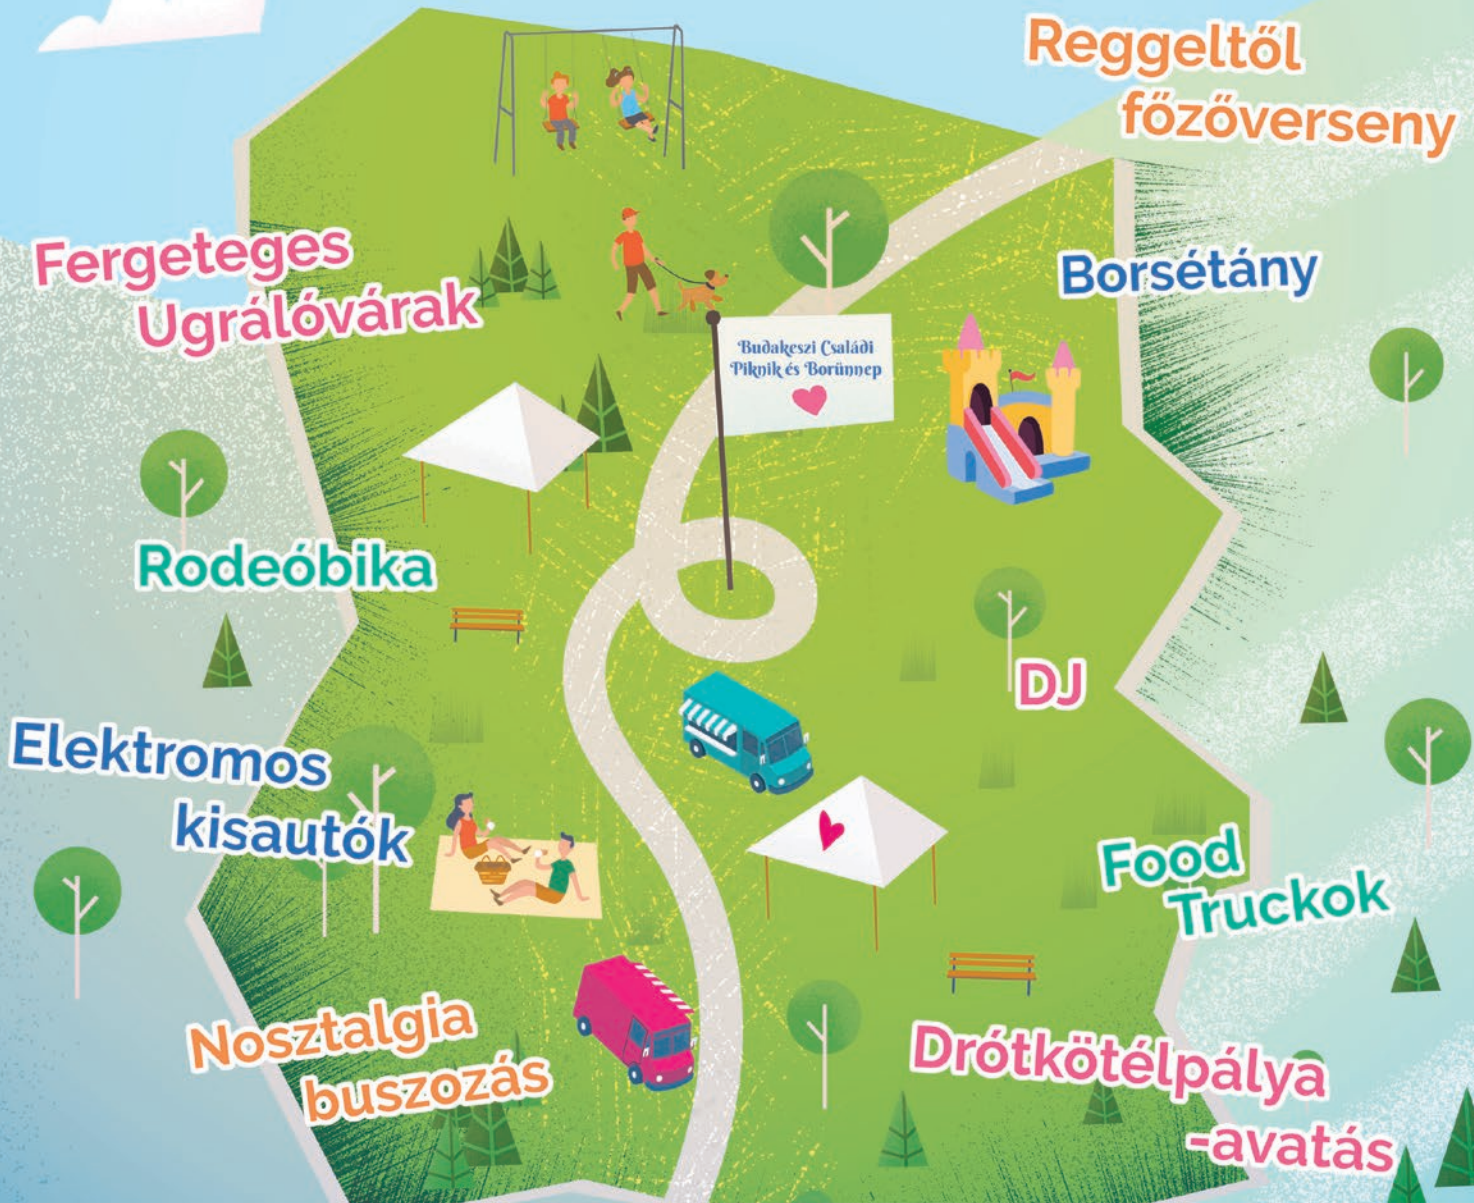 Reggeltől
főzőverseny
Fergeteges
Ugrálóvárak
Borsétány
Budakeszi Családi
Piknik és Borünnep
Rodeóbika
DJ
Elektromos
kisautók
Food
Truckok
Nosztalgia
buszozás
Drótkötélpálya
-avatás